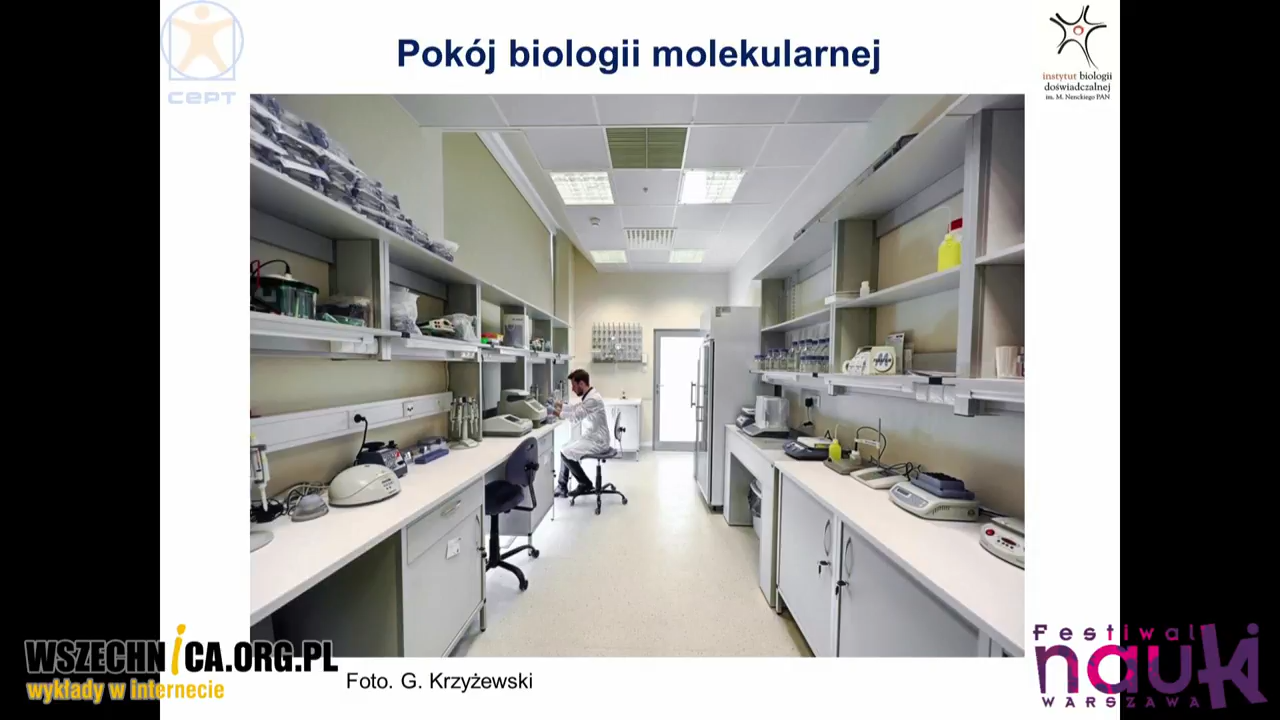 CePT
Pokój biologii molekularnej
instytut biologii
doświadczalnej
im. M. Nenckiego PAN
WSZECHNiCA.ORG.PL
wykłady w internecie
Foto. G. Krzyżewski
Festiwal
nauki
WARSZAWA